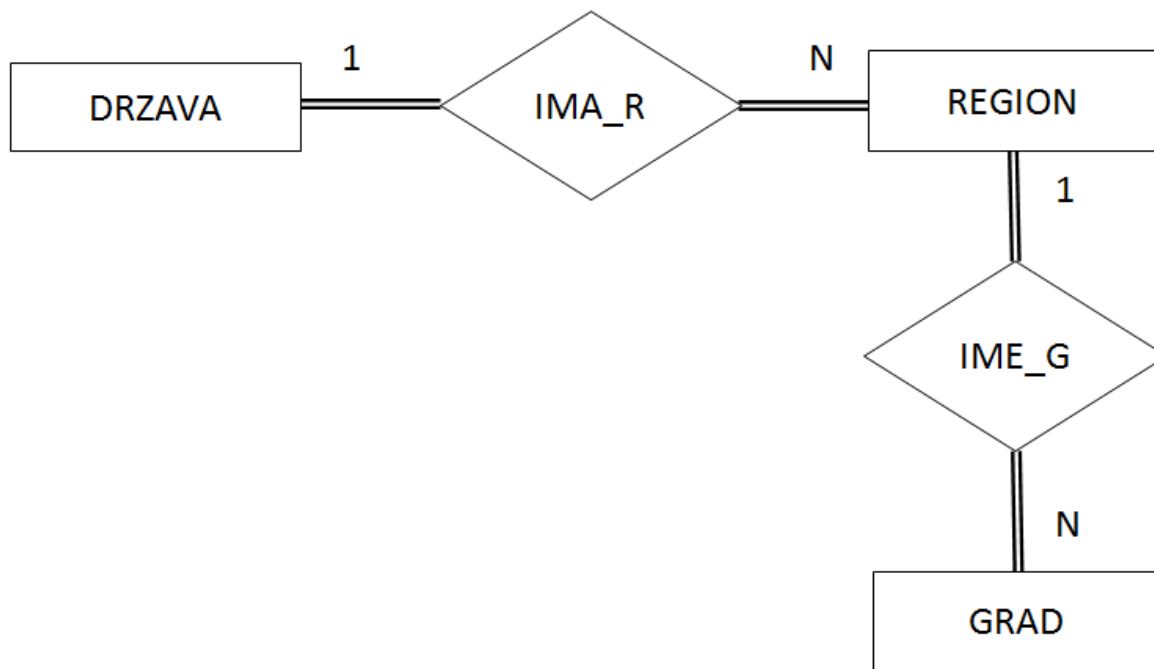 1
N
DRZAVA
IMA_R
REGION
1
IME_G
N
GRAD